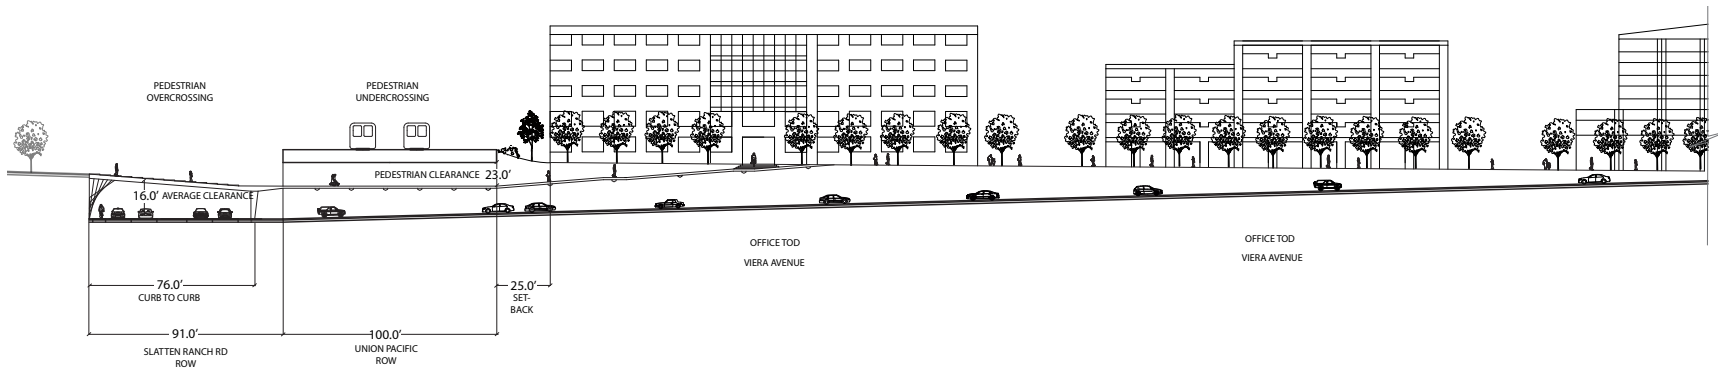 PEDESTRIAN
OVERCROSSING
PEDESTRIAN
UNDERCROSSING
PEDESTRIAN CLEARANCE 23.0’
16.0’ AVERAGE CLEARANCE
OFFICE TOD
VIERA AVENUE
OFFICE TOD
VIERA AVENUE
76.0’
CURB TO CURB
25.0’
SET-
BACK
91.0’
SLATTEN RANCH RD
ROW
100.0’
UNION PACIFIC
ROW